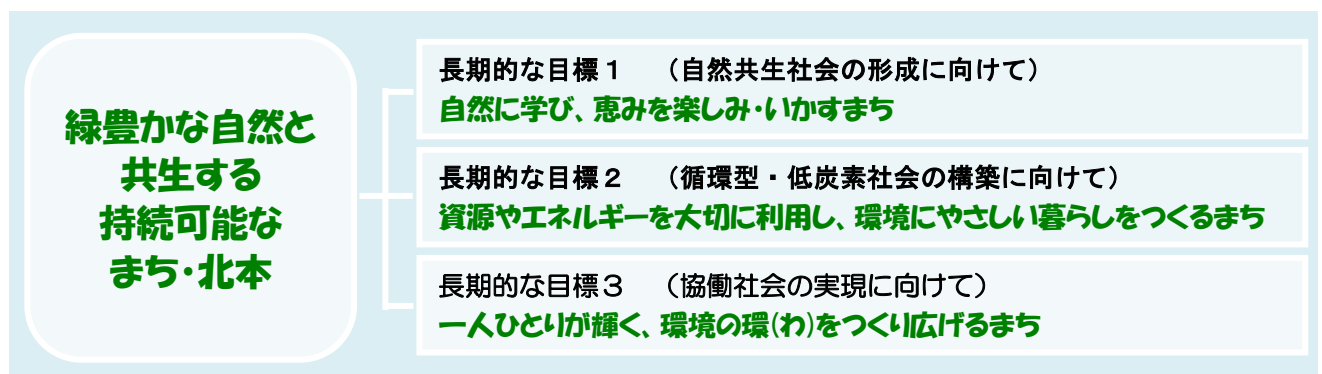 緑豊かな自然と
共生する
持続可能な
まち・北本
長期的な目標１　（自然共生社会の形成に向けて）
自然に学び、恵みを楽しみ・いかすまち
長期的な目標２　（循環型・低炭素社会の構築に向けて）
資源やエネルギーを大切に利用し、環境にやさしい暮らしをつくるまち
長期的な目標３　（協働社会の実現に向けて）
一人ひとりが輝く、環境の環(わ)をつくり広げるまち